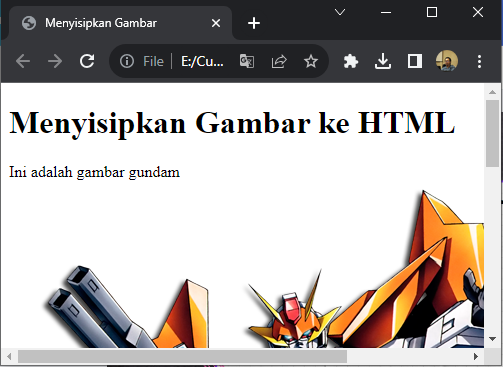 Menyisipkan Gambar
File
E:/Cu...
Menyisipkan Gambar ke HTML
Ini adalah gambar gundam